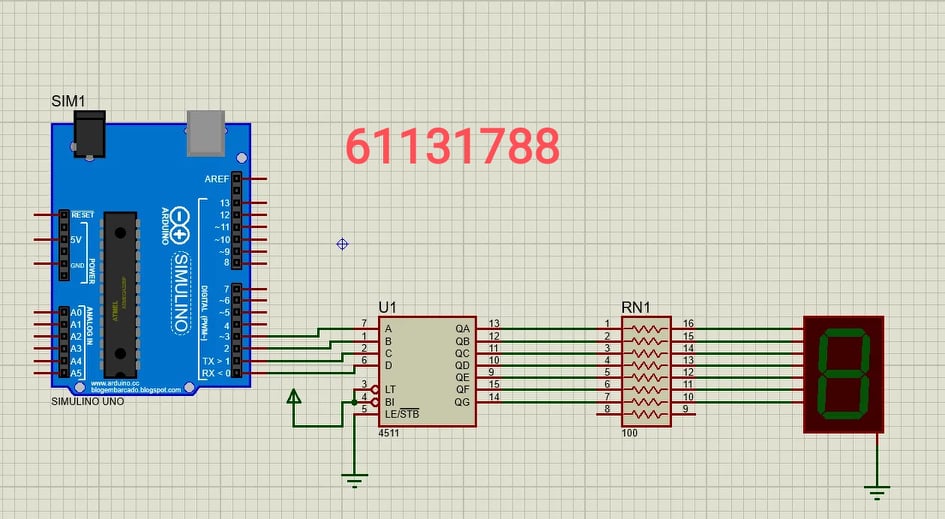 SIM1
61131788
AREF
RESET
5V
GND
POWER
A0
A1
A2
A3
A4
A5
ANALOG IN
ARDUINO
SIMULINO
13
12
~11
~10
~9
8
7
~6
~5
4
~3
2
TX > 1
RX < 0
DIGITAL (PWM~)
ATMEL
www.arduino.cc
blogembarcado.blogspot.com
SIMULINO UNO
U1
7 A QA 13
1 B QB 12
2 C QC 11
6 D QD 10
QE 9
3 LT QF 15
4 BI QG 14
5 LE/STB
4511
RN1
1 16
2 15
3 14
4 13
5 12
6 11
7 10
8 9
100